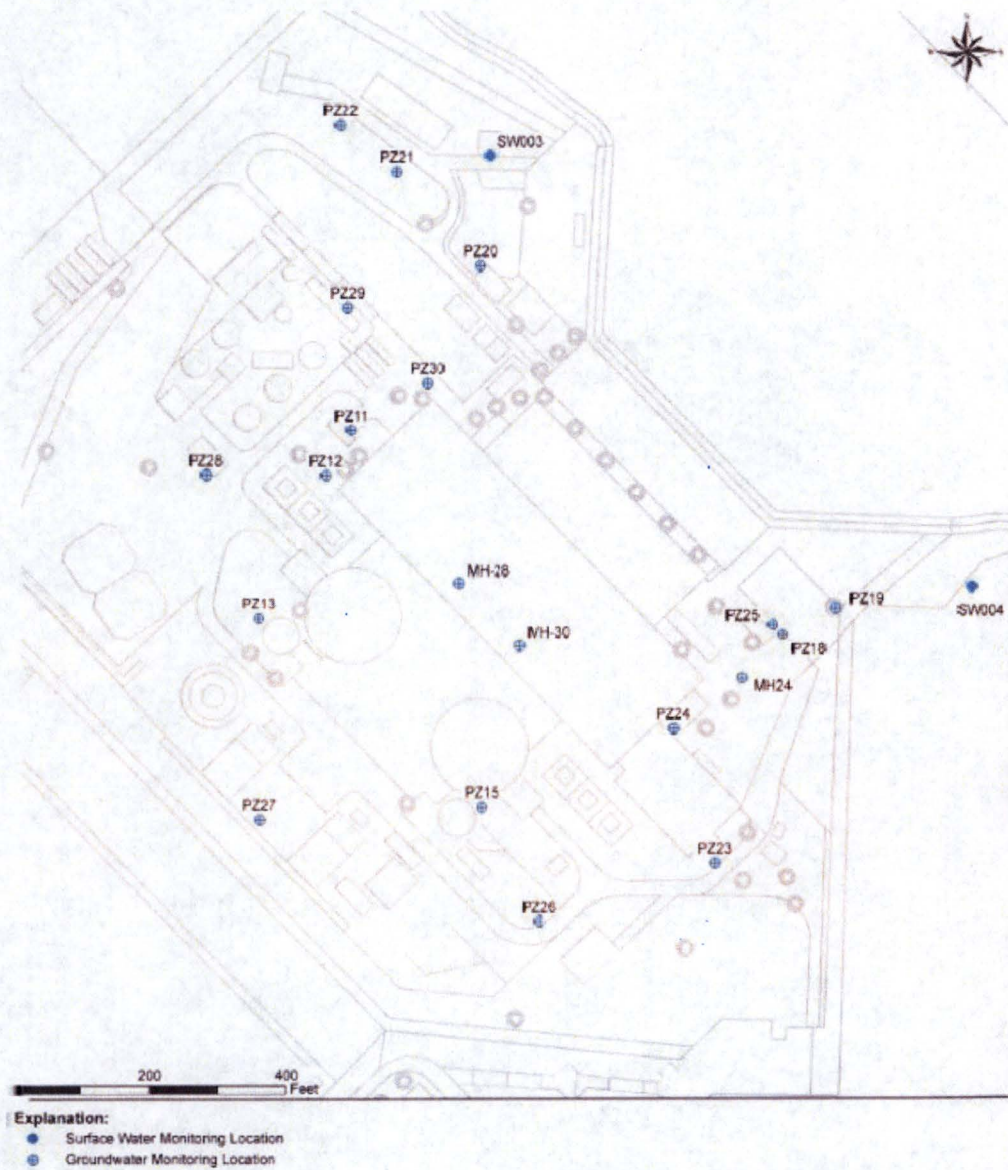 PZ22
SW003
PZ21
PZ20
PZ29
PZ30
PZ11
PZ28
PZ12
MH-28
PZ13
PZ25
PZ19
SW004
PZ18
MH-30
MH24
PZ24
PZ15
PZ27
PZ23
PZ26
200
400
Feet
Explanation:
Surface Water Monitoring Location
Groundwater Monitoring Location